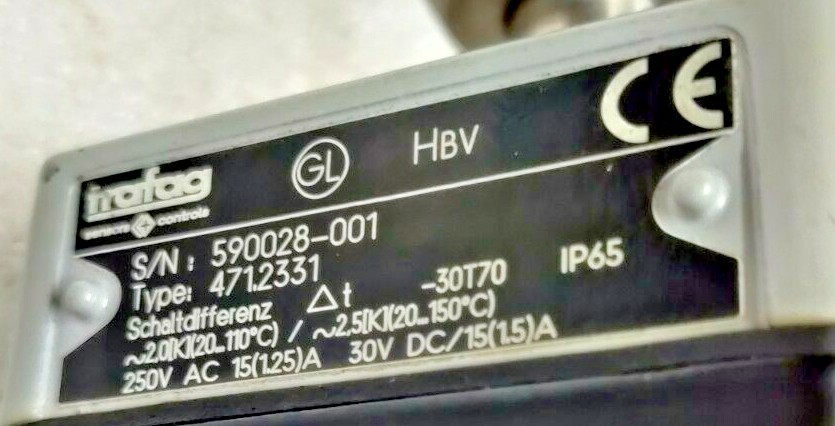 trafag
sensors controls
GL
HBV
CE
S/N: 590028-001
Type: 471.2331
Schaltdifferenz Δt -30T70 IP65
~2.0[K](20...110°C) / ~2.5[K](20...150°C)
250V AC 15(1.25)A 30V DC/15(1.5)A